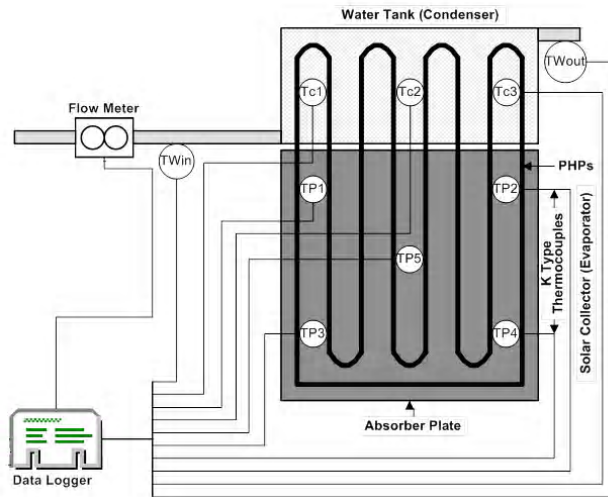 Water Tank (Condenser)
TWout
Flow Meter
Tc1
Tc2
Tc3
TWin
PHPs
TP1
TP2
TP5
K Type
Thermocouples
Solar Collector (Evaporator)
TP3
TP4
Absorber Plate
Data Logger